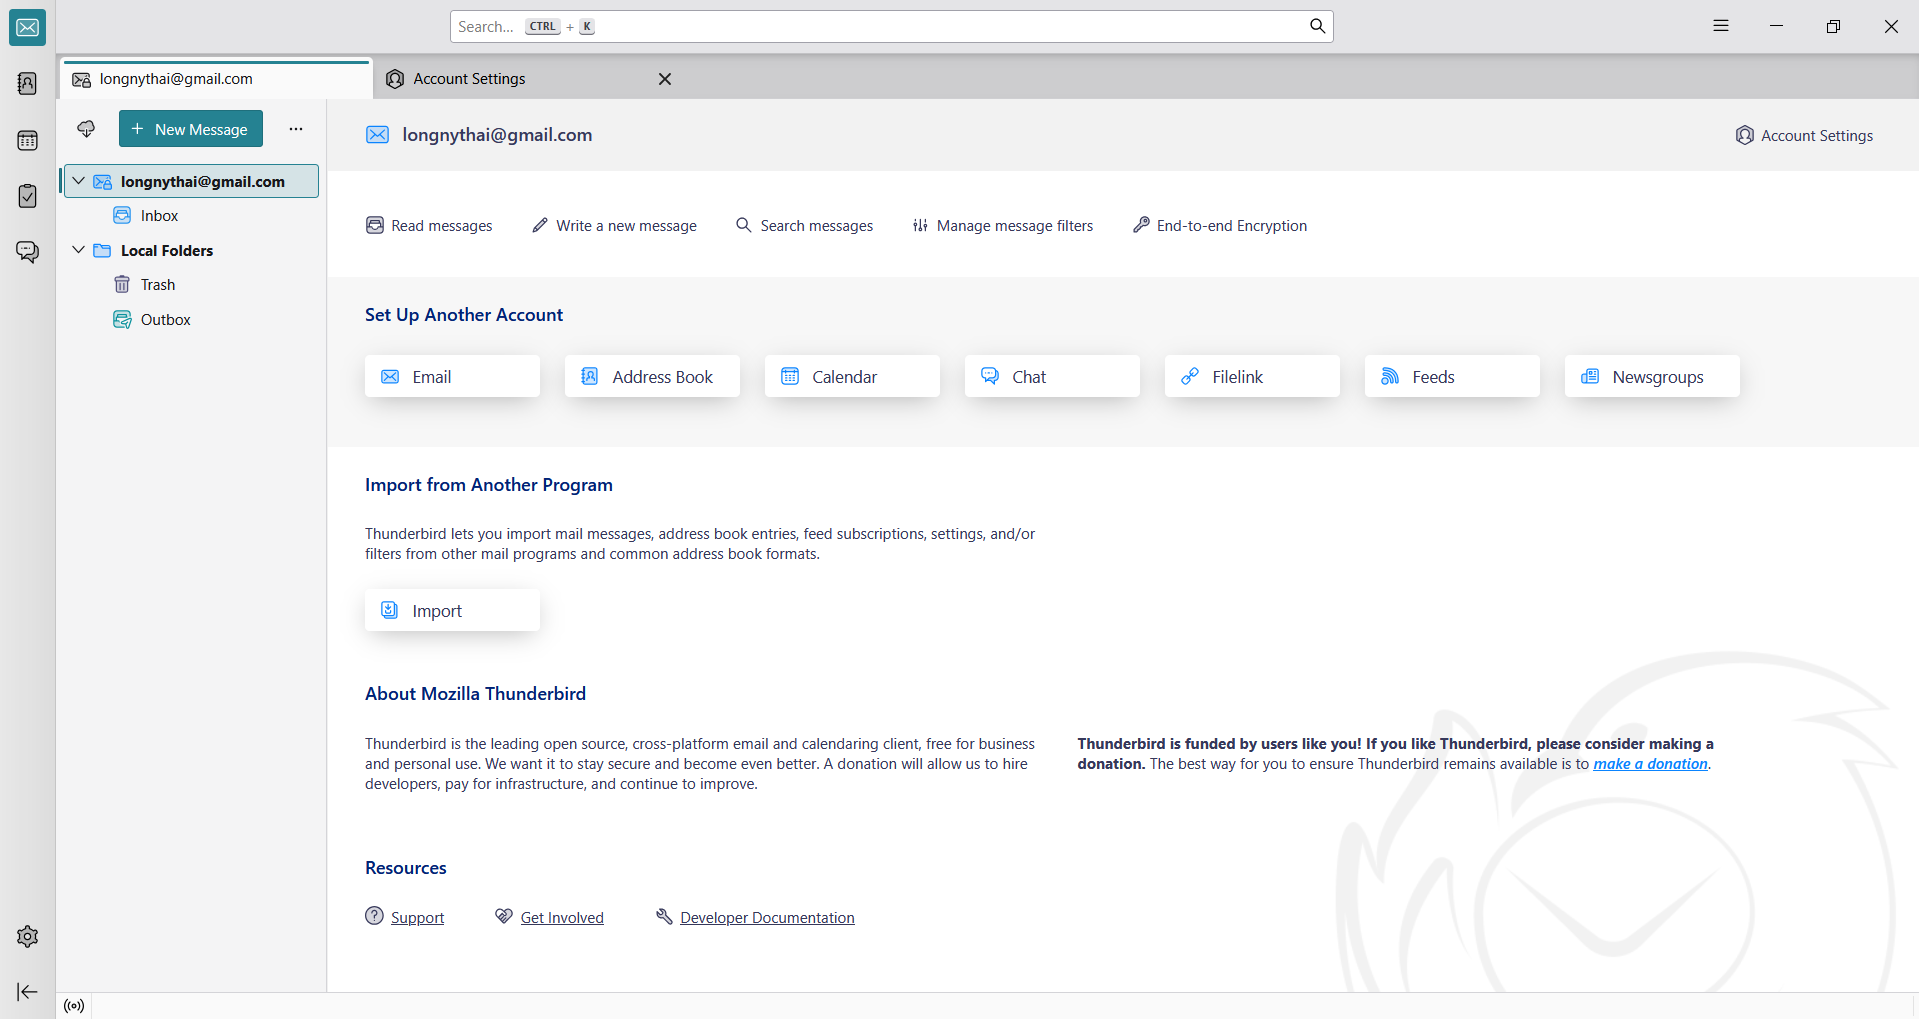 Search... CTRL + K
longnythai@gmail.com
Account Settings
New Message
longnythai@gmail.com
Inbox
Local Folders
Trash
Outbox
longnythai@gmail.com
Account Settings
Read messages
Write a new message
Search messages
Manage message filters
End-to-end Encryption
Set Up Another Account
Email
Address Book
Calendar
Chat
Filelink
Feeds
Newsgroups
Import from Another Program
Thunderbird lets you import mail messages, address book entries, feed subscriptions, settings, and/or
filters from other mail programs and common address book formats.
Import
About Mozilla Thunderbird
Thunderbird is the leading open source, cross-platform email and calendaring client, free for business
and personal use. We want it to stay secure and become even better. A donation will allow us to hire
developers, pay for infrastructure, and continue to improve.
Thunderbird is funded by users like you! If you like Thunderbird, please consider making a
donation. The best way for you to ensure Thunderbird remains available is to make a donation.
Resources
Support
Get Involved
Developer Documentation